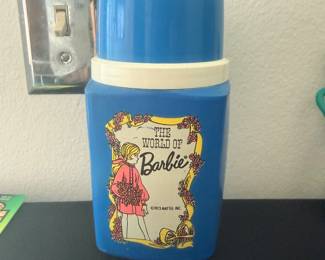 THE
WORLD OF
Barbie®
©1971 MATTEL INC.